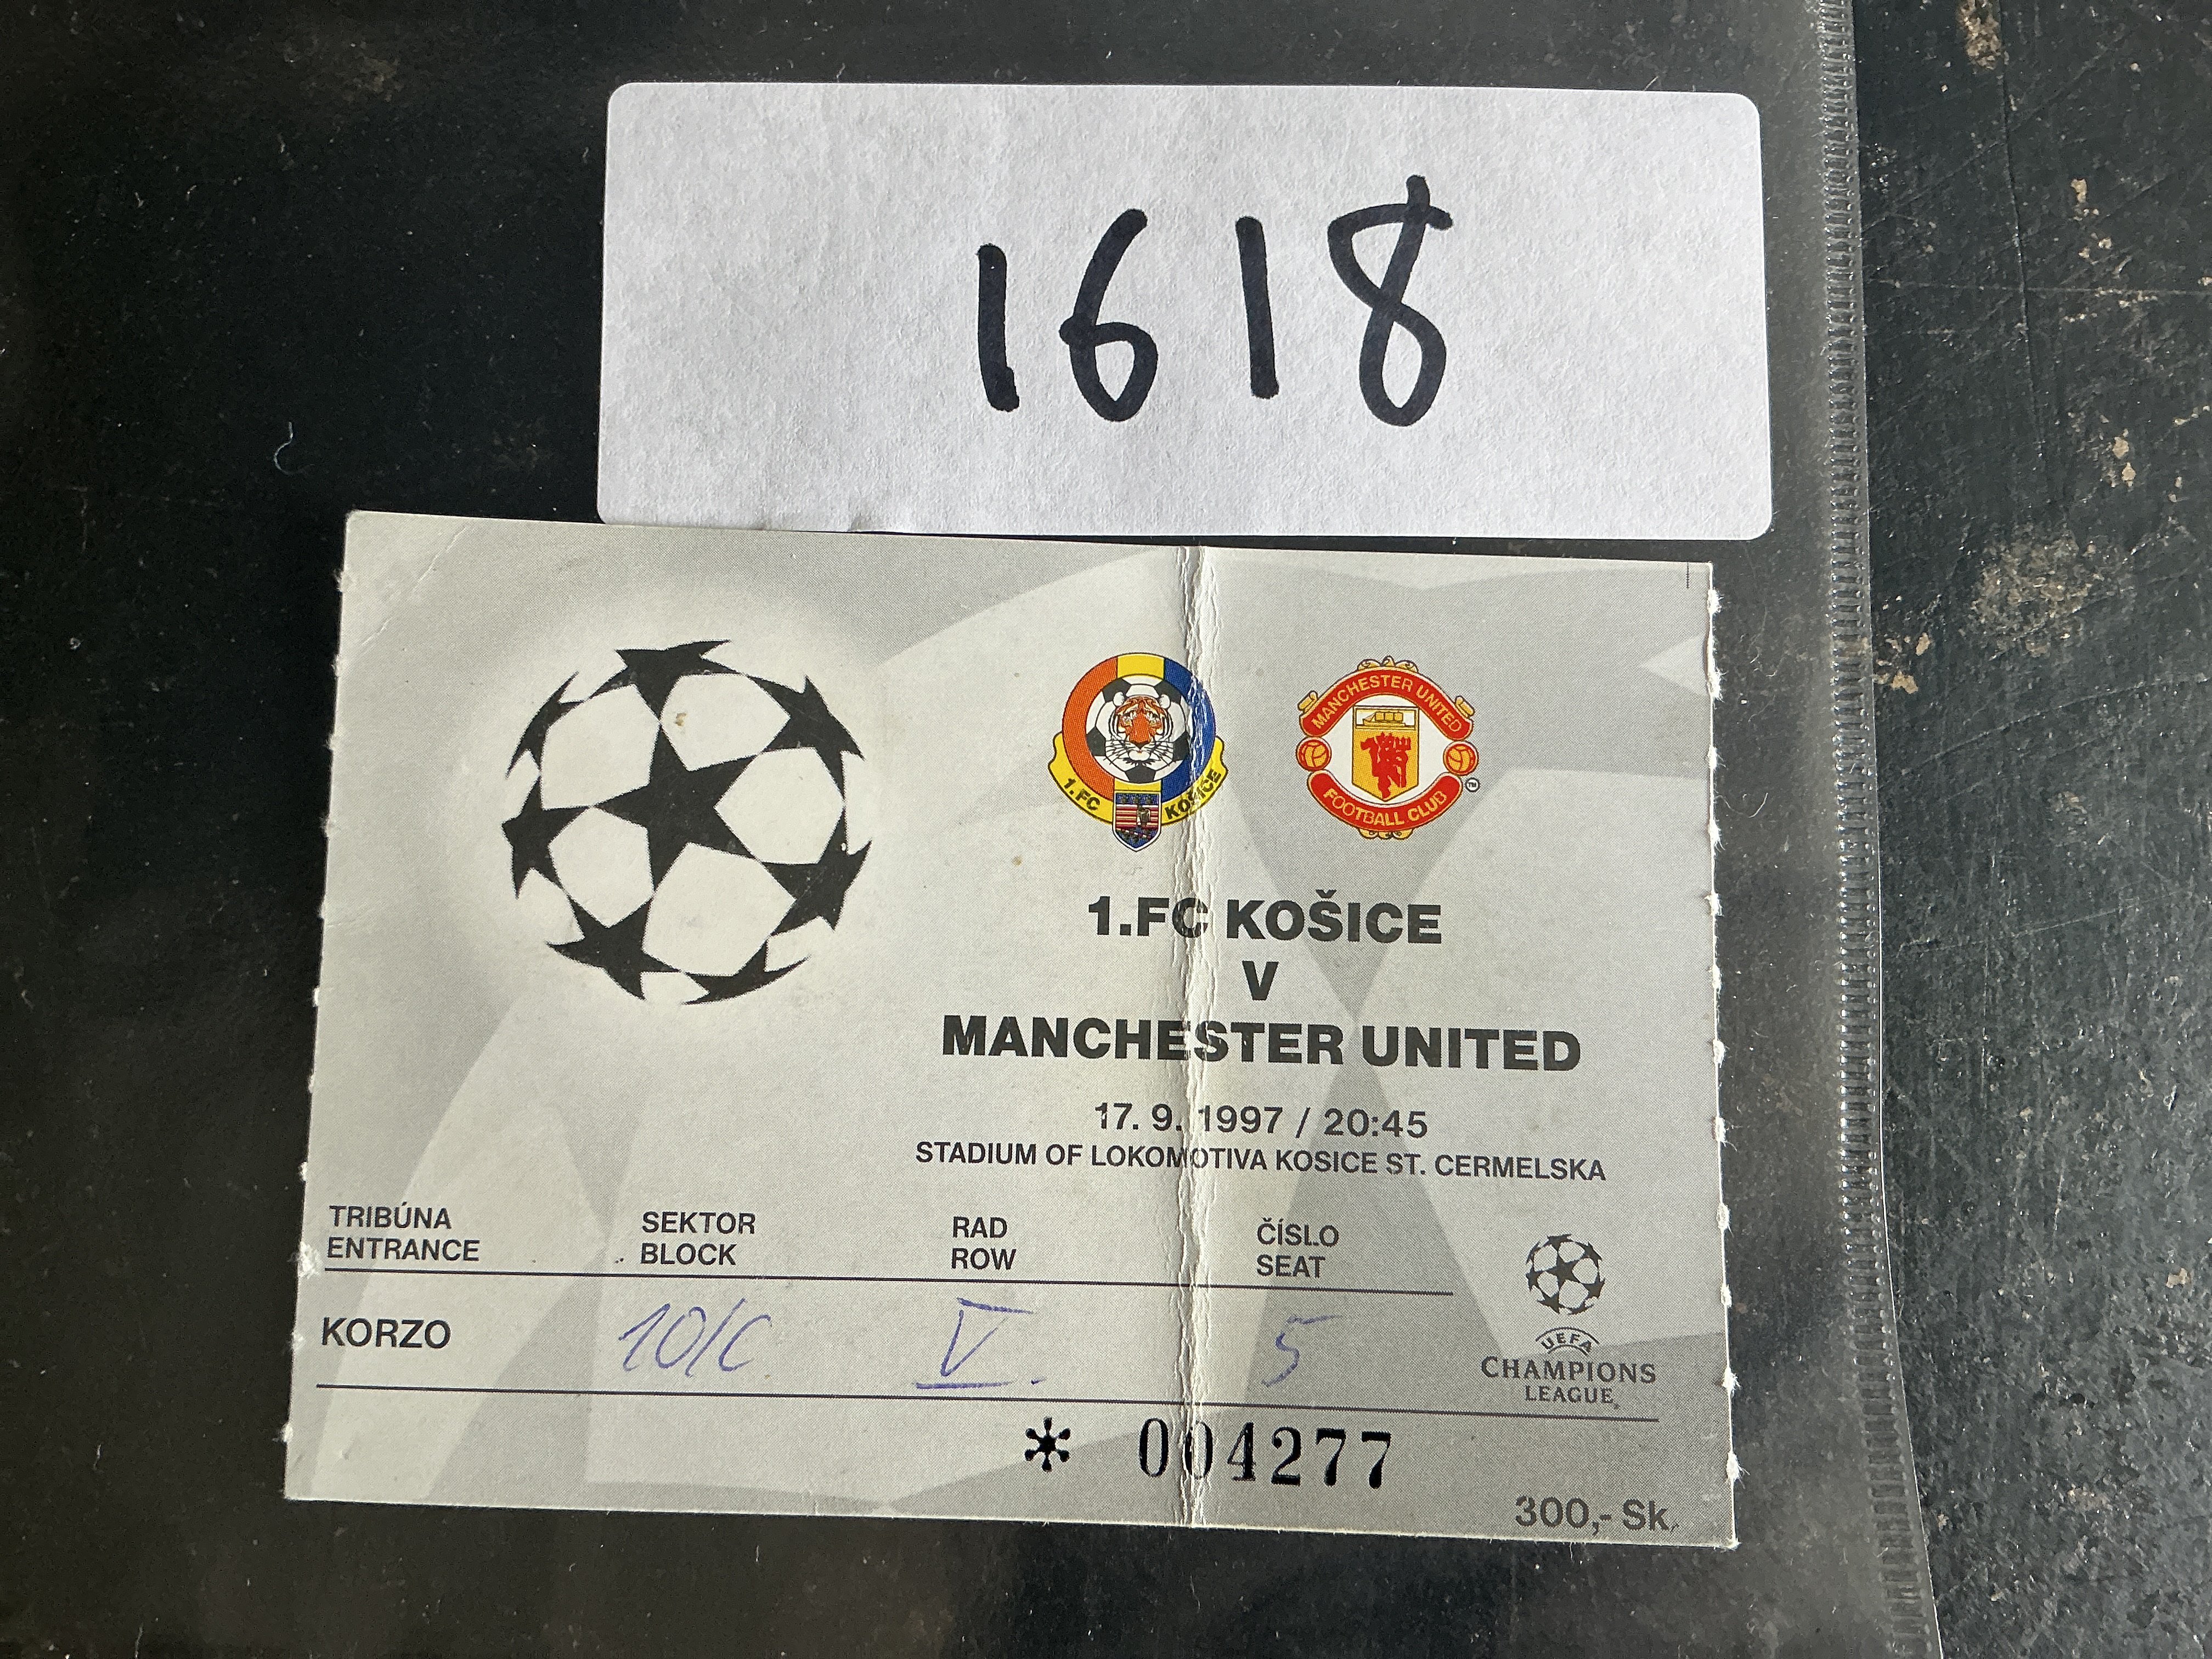 1618
1.FC KOŠICE
MANCHESTER UNITED
FOOTBALL CLUB
TM
1.FC KOŠICE
V
MANCHESTER UNITED
17. 9. 1997 / 20:45
STADIUM OF LOKOMOTIVA KOSICE ST. CERMELSKA
TRIBÚNA SEKTOR RAD ČÍSLO
ENTRANCE BLOCK ROW SEAT
KORZO 10/C V. 5
UEFA
CHAMPIONS
LEAGUE
* 004277
300,- Sk.